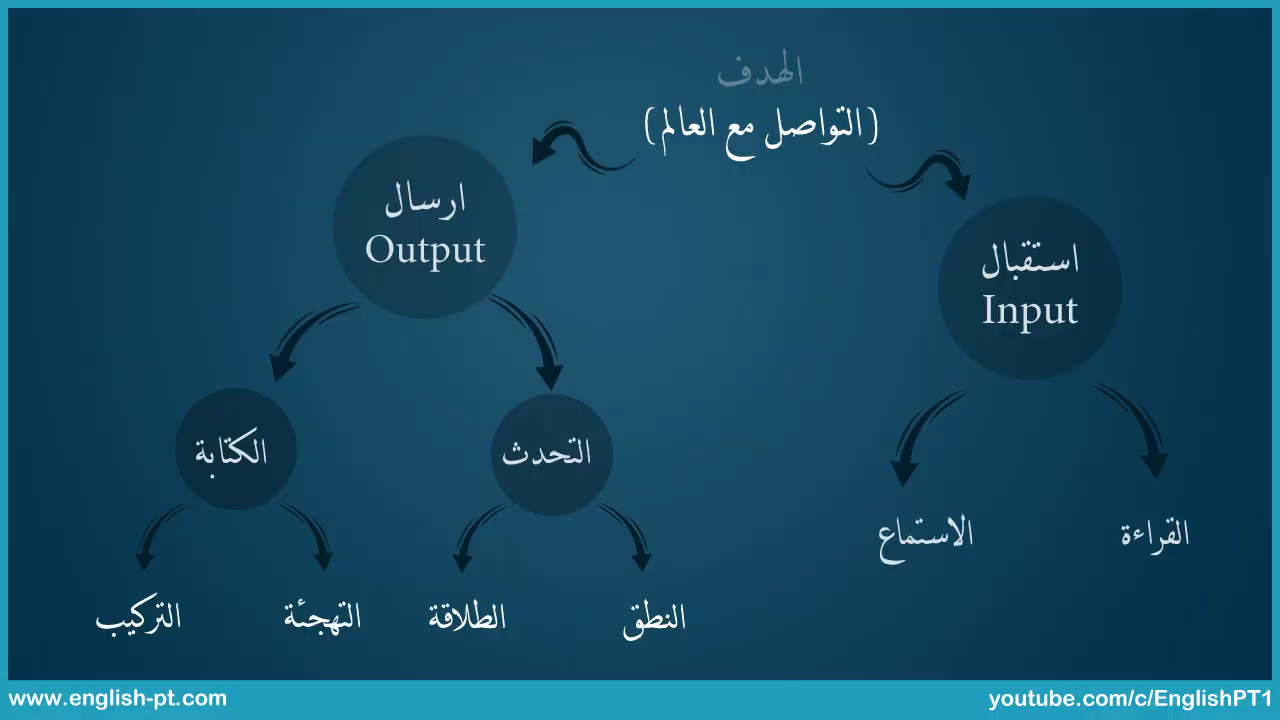 الهدف
(التواصل مع العالم)
استقبال
Input
ارسال
Output
القراءة
الاستماع
التحدث
الكتابة
النطق
الطلاقة
التهجئة
التركيب
www.english-pt.com
youtube.com/c/EnglishPT1